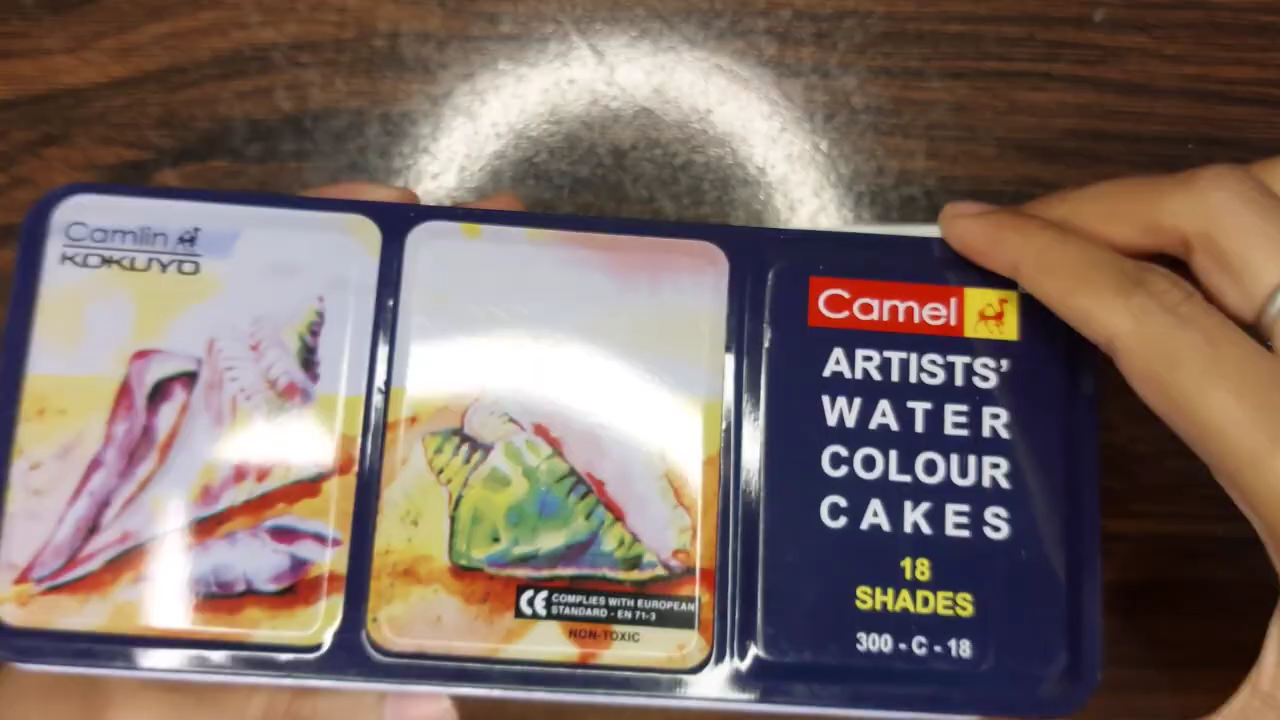 Camlin
KOKUYO
COMPLIES WITH EUROPEAN
STANDARD - EN 71-3
NON-TOXIC
Camel
ARTISTS'
WATER
COLOUR
CAKES
18
SHADES
300 - C - 18